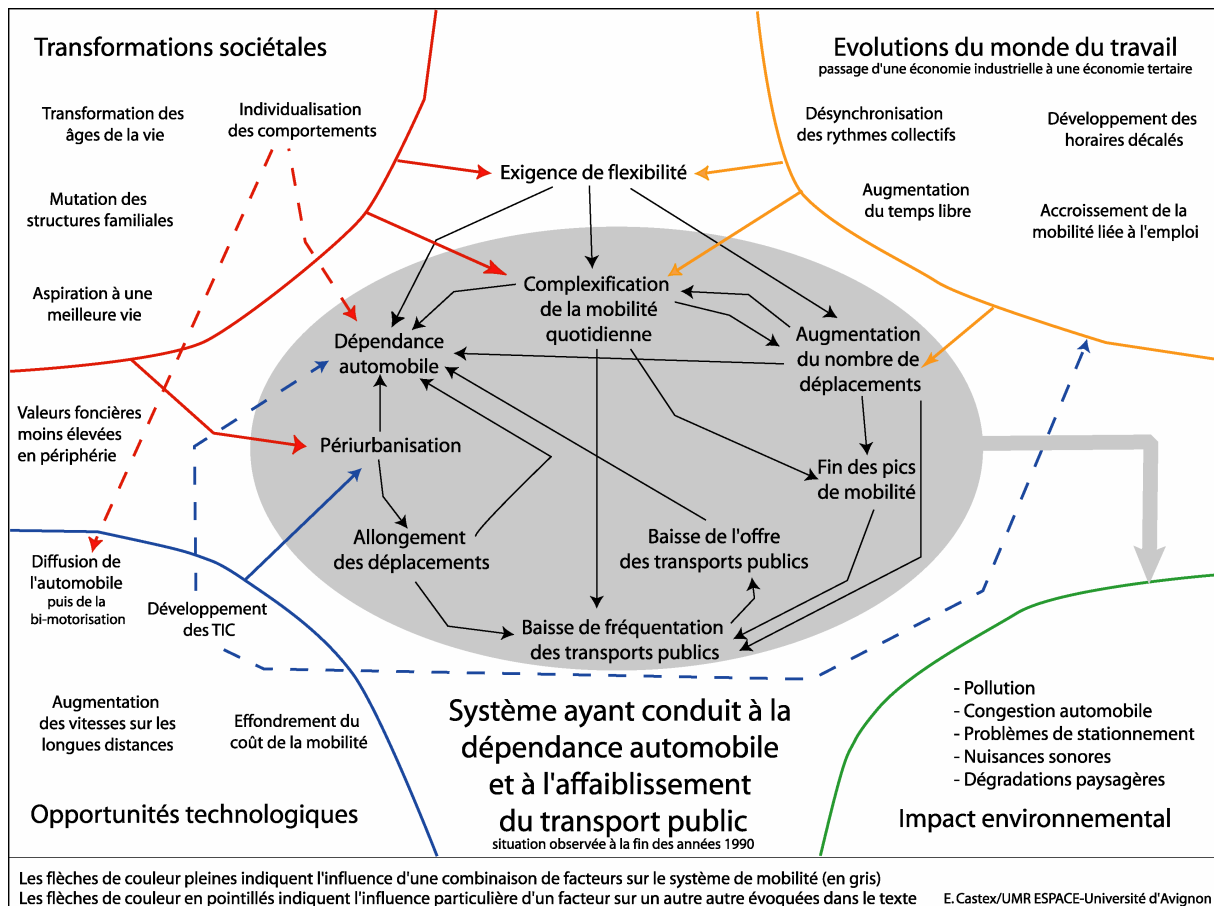 Transformations sociétales
Transformation des
âges de la vie
Individualisation
des comportements
Mutation des
structures familiales
Aspiration à une
meilleure vie
Valeurs foncières
moins élevées
en périphérie
Evolutions du monde du travail
passage d'une économie industrielle à une économie tertaire
Désynchronisation
des rythmes collectifs
Développement des
horaires décalés
Augmentation
du temps libre
Accroissement de la
mobilité liée à l'emploi
Exigence de flexibilité
Complexification
de la mobilité
quotidienne
Dépendance
automobile
Augmentation
du nombre de
déplacements
Périurbanisation
Fin des pics
de mobilité
Allongement
des déplacements
Baisse de l'offre
des transports publics
Baisse de fréquentation
des transports publics
Diffusion de
l'automobile
puis de la
bi-motorisation
Développement
des TIC
Augmentation
des vitesses sur les
longues distances
Effondrement du
coût de la mobilité
Opportunités technologiques
Système ayant conduit à la
dépendance automobile
et à l'affaiblissement
du transport public
situation observée à la fin des années 1990
- Pollution
- Congestion automobile
- Problèmes de stationnement
- Nuisances sonores
- Dégradations paysagères
Impact environnemental
Les flèches de couleur pleines indiquent l'influence d'une combinaison de facteurs sur le système de mobilité (en gris)
Les flèches de couleur en pointillés indiquent l'influence particulière d'un facteur sur un autre autre évoquées dans le texte
E. Castex/UMR ESPACE-Université d'Avignon